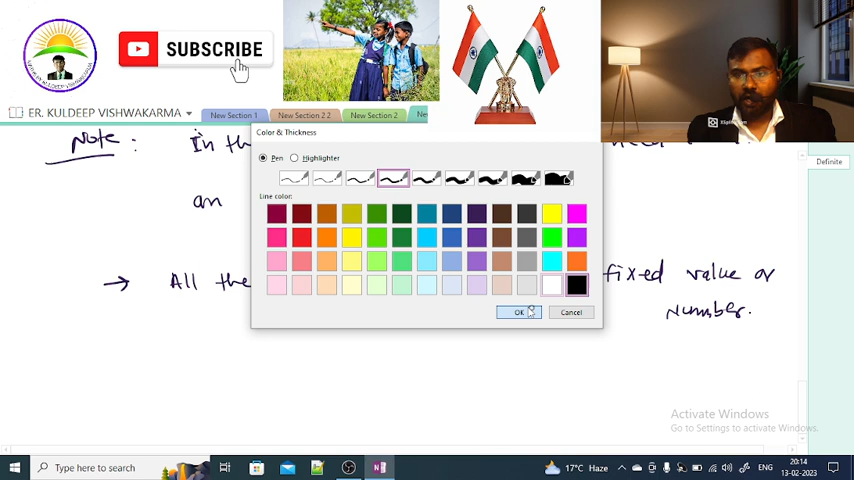 SUBSCRIBE
ER. KULDEEP VISHWAKARMA
New Section 1
New Section 2 2
New Section 2
Definite
Note : In th
an
→ All the
fixed value or
Number.
Color & Thickness
Pen
Highlighter
Line color:
OK
Cancel
Activate Windows
Go to Settings to activate Windows.
Type here to search
17°C Haze
ENG
20:14
13-02-2023